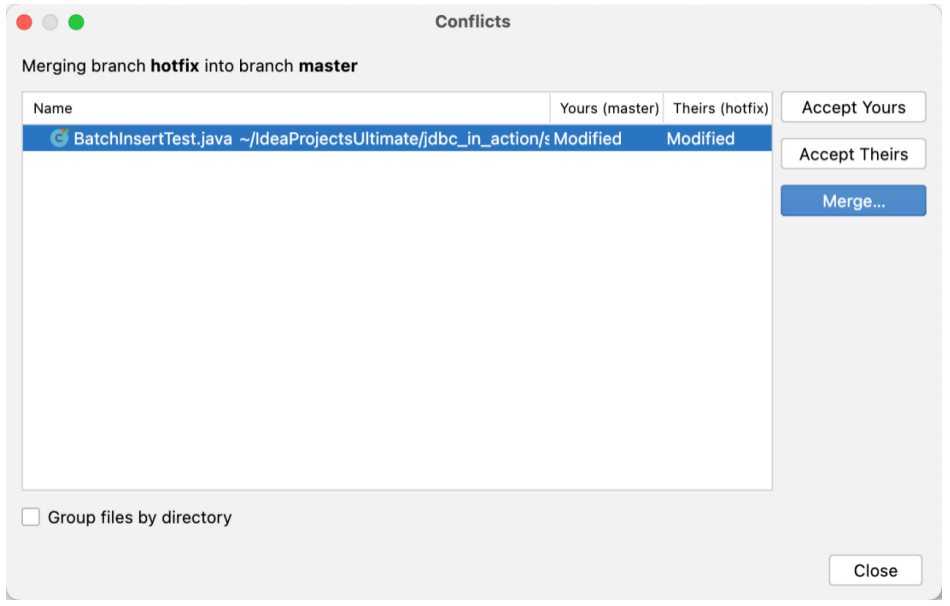 Conflicts
Merging branch hotfix into branch master
Name Yours (master) Theirs (hotfix)
BatchInsertTest.java ~/IdeaProjectsUltimate/jdbc_in_action/s Modified Modified
Accept Yours
Accept Theirs
Merge...
Group files by directory
Close